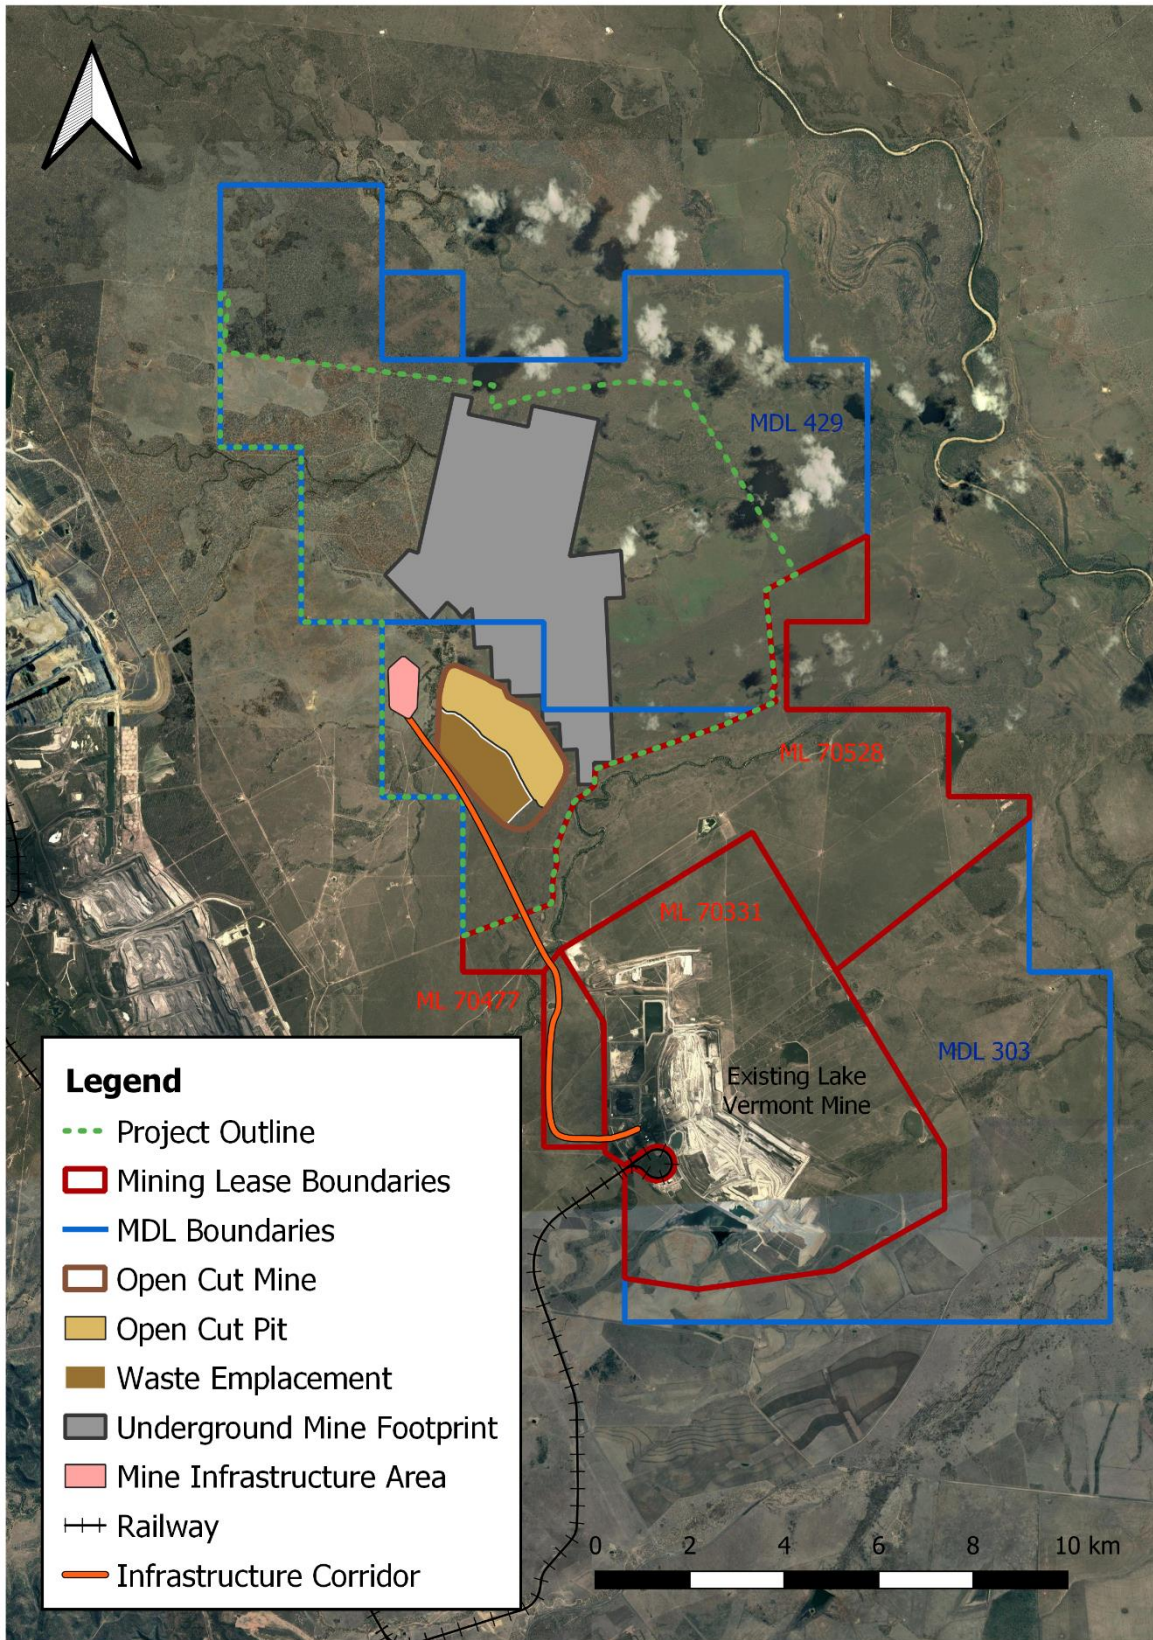 MDL 429
ML 70528
ML 70331
ML 70477
MDL 303
Existing Lake
Vermont Mine
Legend
Project Outline
Mining Lease Boundaries
MDL Boundaries
Open Cut Mine
Open Cut Pit
Waste Emplacement
Underground Mine Footprint
Mine Infrastructure Area
Railway
Infrastructure Corridor
0 2 4 6 8 10 km